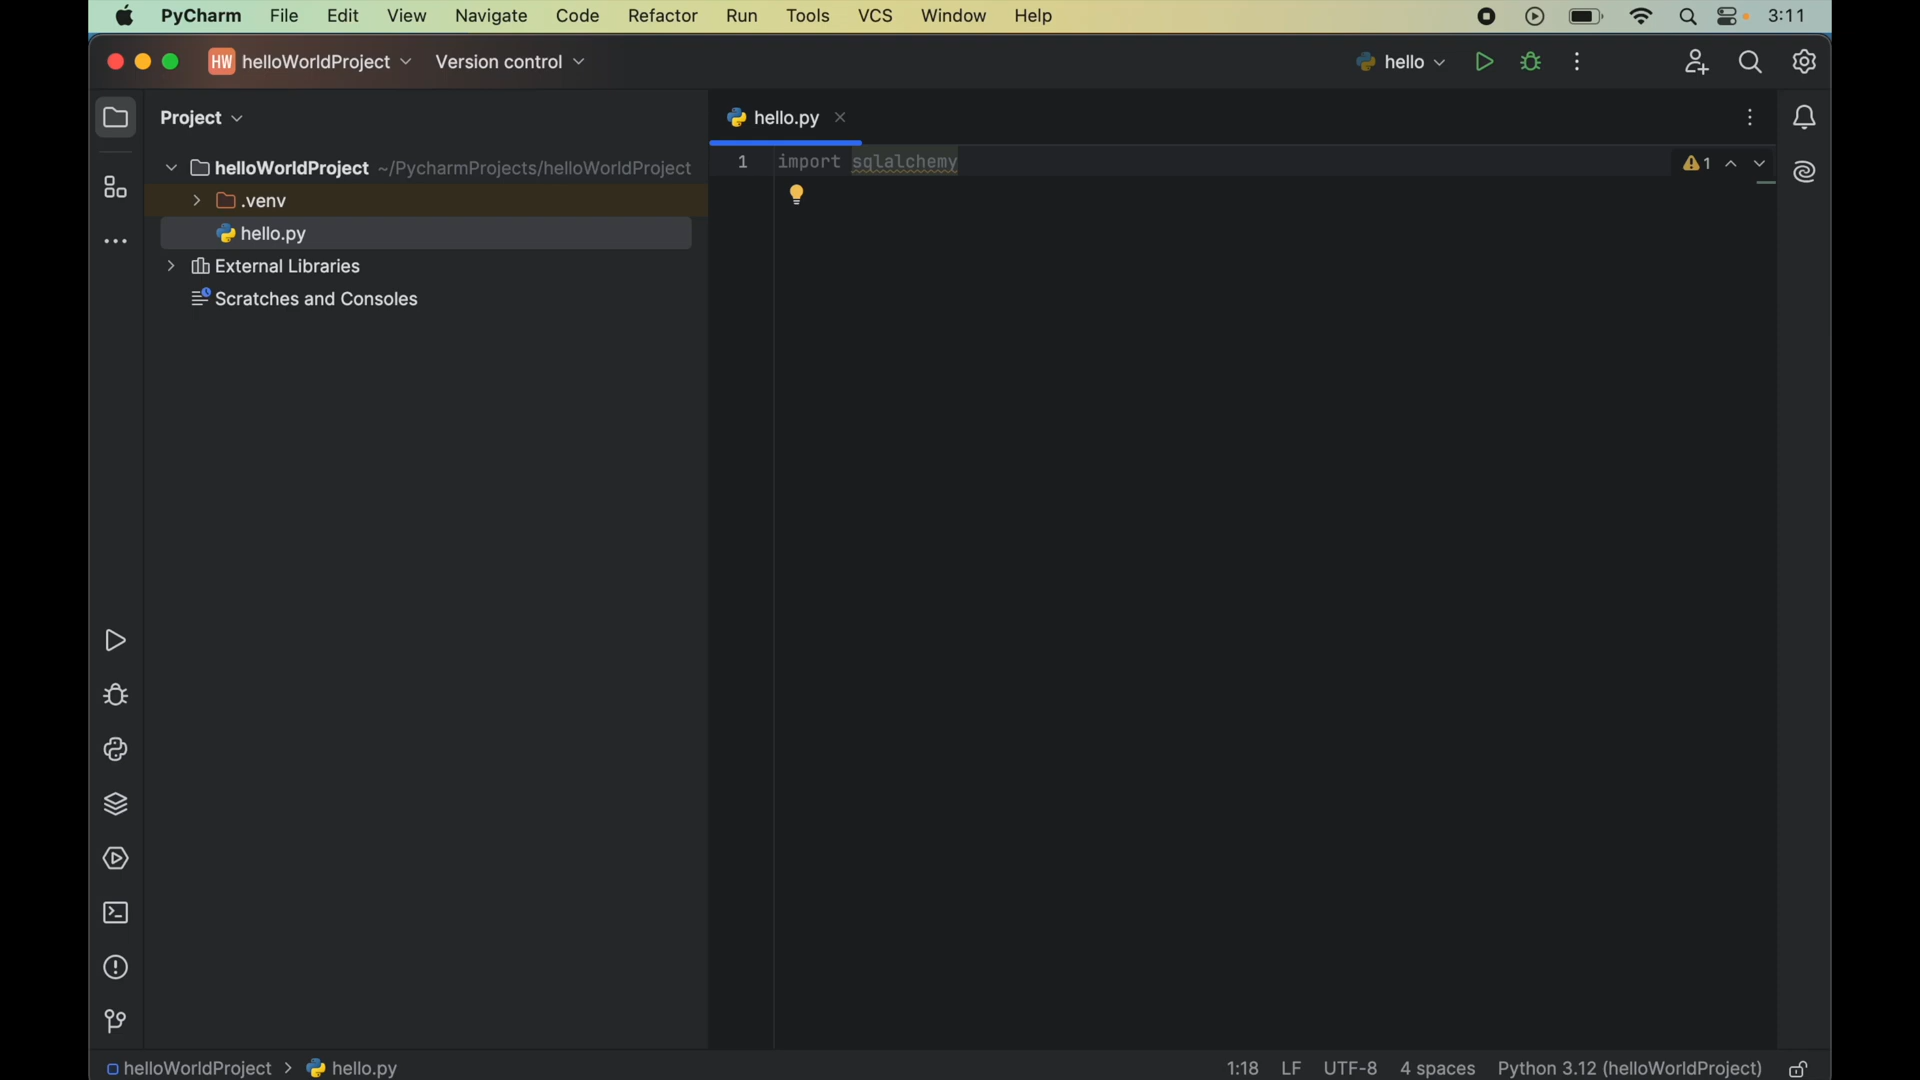 PyCharm File Edit View Navigate Code Refactor Run Tools VCS Window Help 3:11
HW helloWorldProject Version control hello
Project
hello.py
helloWorldProject ~/PycharmProjects/helloWorldProject
1 import sqlalchemy
1
.venv
hello.py
External Libraries
Scratches and Consoles
helloWorldProject > hello.py 1:18 LF UTF-8 4 spaces Python 3.12 (helloWorldProject)